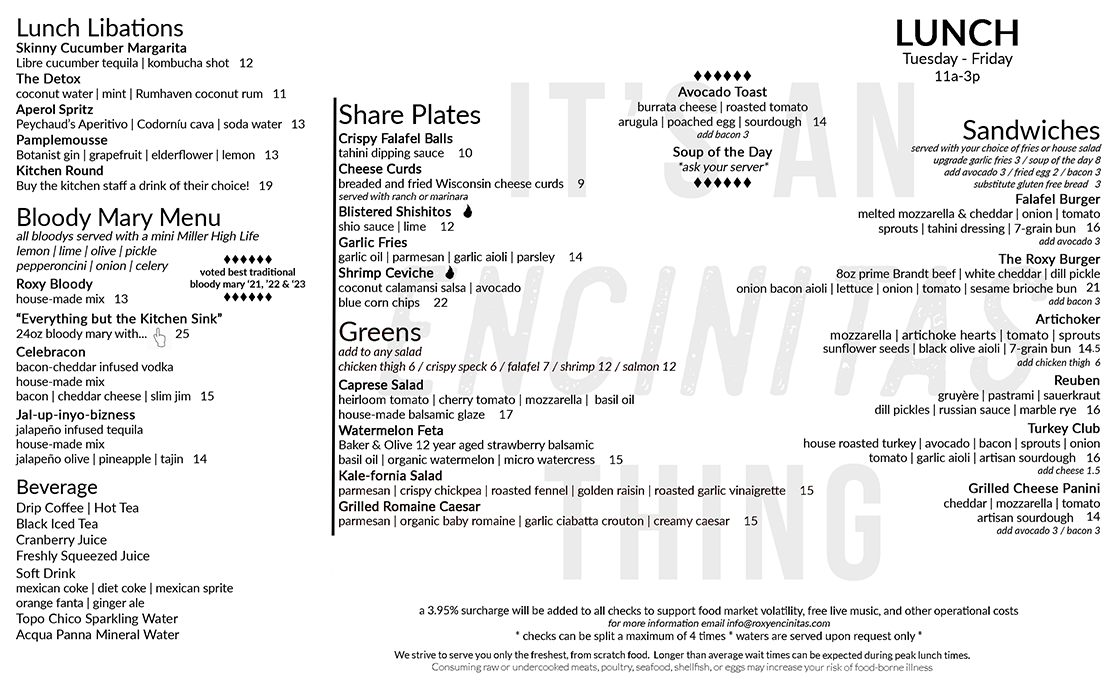 Lunch Libations
Skinny Cucumber Margarita
Libre cucumber tequila | kombucha shot 12
The Detox
coconut water | mint | Rumhaven coconut rum 11
Aperol Spritz
Peychaud's Aperitivo | Codorníu cava | soda water 13
Pamplemousse
Botanist gin | grapefruit | elderflower | lemon 13
Kitchen Round
Buy the kitchen staff a drink of their choice! 19
Bloody Mary Menu
all bloodys served with a mini Miller High Life
lemon | lime | olive | pickle
pepperoncini | onion | celery
voted best traditional
bloody mary '21, '22 & '23
Roxy Bloody
house-made mix 13
“Everything but the Kitchen Sink”
24oz bloody mary with... 25
Celebracon
bacon-cheddar infused vodka
house-made mix
bacon | cheddar cheese | slim jim 15
Jal-up-inyo-bizness
jalapeño infused tequila
house-made mix
jalapeño olive | pineapple | tajin 14
Beverage
Drip Coffee | Hot Tea
Black Iced Tea
Cranberry Juice
Freshly Squeezed Juice
Soft Drink
mexican coke | diet coke | mexican sprite
orange fanta | ginger ale
Topo Chico Sparkling Water
Acqua Panna Mineral Water
Share Plates
Crispy Falafel Balls
tahini dipping sauce 10
Cheese Curds
breaded and fried Wisconsin cheese curds 9
served with ranch or marinara
Blistered Shishitos
shio sauce | lime 12
Garlic Fries
garlic oil | parmesan | garlic aioli | parsley 14
Shrimp Ceviche
coconut calamansi salsa | avocado
blue corn chips 22
Greens
add to any salad
chicken thigh 6 / crispy speck 6 / falafel 7 / shrimp 12 / salmon 12
Caprese Salad
heirloom tomato | cherry tomato | mozzarella | basil oil
house-made balsamic glaze 17
Watermelon Feta
Baker & Olive 12 year aged strawberry balsamic
basil oil | organic watermelon | micro watercress 15
Kale-fornia Salad
parmesan | crispy chickpea | roasted fennel | golden raisin | roasted garlic vinaigrette 15
Grilled Romaine Caesar
parmesan | organic baby romaine | garlic ciabatta crouton | creamy caesar 15
Avocado Toast
burrata cheese | roasted tomato
arugula | poached egg | sourdough 14
add bacon 3
Soup of the Day
*ask your server*
LUNCH
Tuesday - Friday
11a-3p
Sandwiches
served with your choice of fries or house salad
upgrade garlic fries 3 / soup of the day 8
add avocado 3 / fried egg 2 / bacon 3
substitute gluten free bread 3
Falafel Burger
melted mozzarella & cheddar | onion | tomato
sprouts | tahini dressing | 7-grain bun 16
add avocado 3
The Roxy Burger
8oz prime Brandt beef | white cheddar | dill pickle
onion bacon aioli | lettuce | onion | tomato | sesame brioche bun 21
add bacon 3
Artichoker
mozzarella | artichoke hearts | tomato | sprouts
sunflower seeds | black olive aioli | 7-grain bun 14.5
add chicken thigh 6
Reuben
gruyère | pastrami | sauerkraut
dill pickles | russian sauce | marble rye 16
Turkey Club
house roasted turkey | avocado | bacon | sprouts | onion
tomato | garlic aioli | artisan sourdough 16
add cheese 1.5
Grilled Cheese Panini
cheddar | mozzarella | tomato
artisan sourdough 14
add avocado 3 / bacon 3
IT'S AN
ENCINITAS
THING
a 3.95% surcharge will be added to all checks to support food market volatility, free live music, and other operational costs
for more information email info@roxyencinitas.com
* checks can be split a maximum of 4 times * waters are served upon request only *
We strive to serve you only the freshest, from scratch food. Longer than average wait times can be expected during peak lunch times.
Consuming raw or undercooked meats, poultry, seafood, shellfish, or eggs may increase your risk of food-borne illness